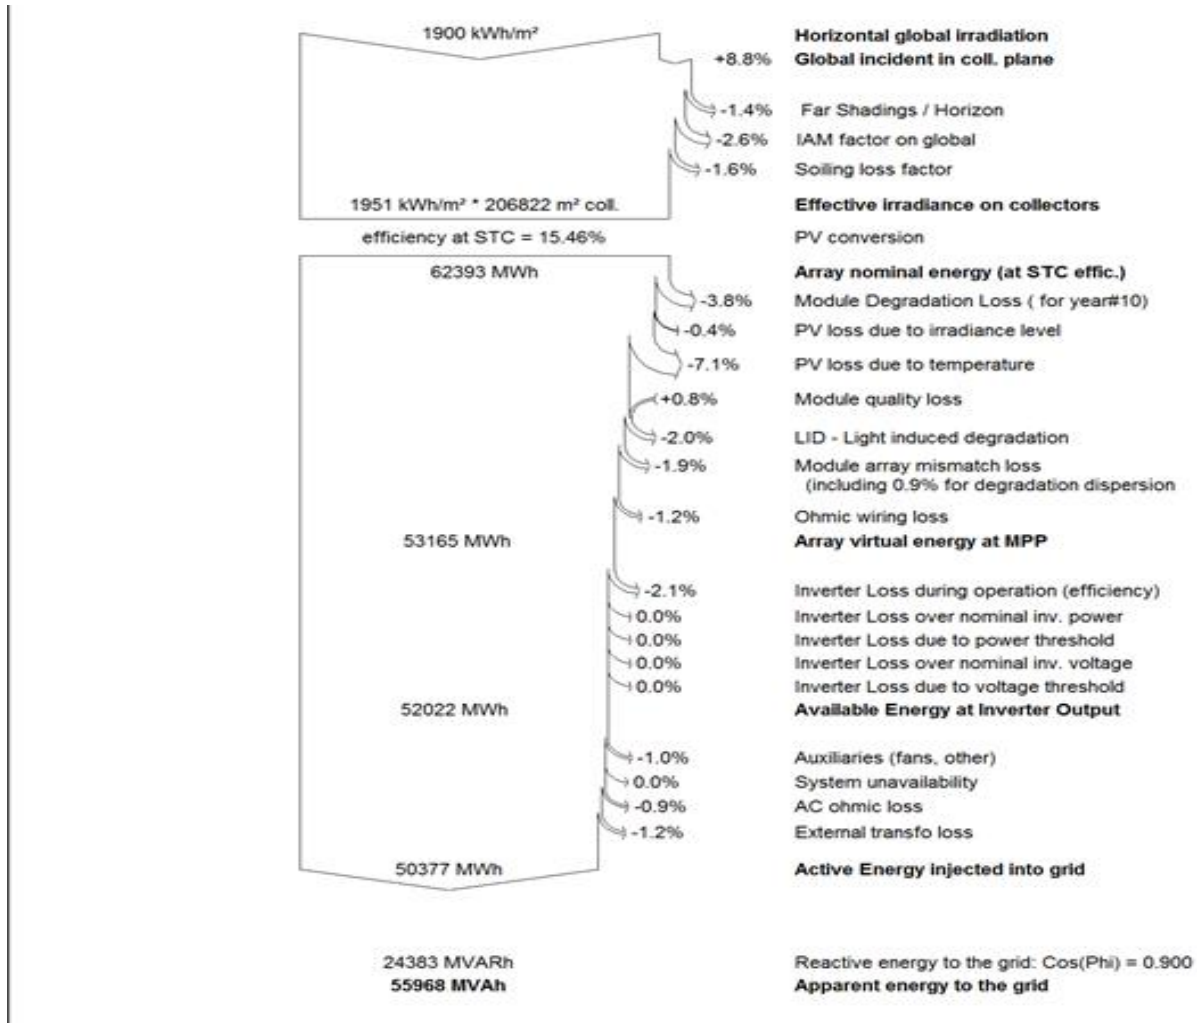 1900 kWh/m² Horizontal global irradiation
+8.8% Global incident in coll. plane
-1.4% Far Shadings / Horizon
-2.6% IAM factor on global
-1.6% Soiling loss factor
1951 kWh/m² * 206822 m² coll. Effective irradiance on collectors
efficiency at STC = 15.46% PV conversion
62393 MWh Array nominal energy (at STC effic.)
-3.8% Module Degradation Loss ( for year#10)
-0.4% PV loss due to irradiance level
-7.1% PV loss due to temperature
+0.8% Module quality loss
-2.0% LID - Light induced degradation
-1.9% Module array mismatch loss
(including 0.9% for degradation dispersion
-1.2% Ohmic wiring loss
53165 MWh Array virtual energy at MPP
-2.1% Inverter Loss during operation (efficiency)
0.0% Inverter Loss over nominal inv. power
0.0% Inverter Loss due to power threshold
0.0% Inverter Loss over nominal inv. voltage
0.0% Inverter Loss due to voltage threshold
52022 MWh Available Energy at Inverter Output
-1.0% Auxiliaries (fans, other)
0.0% System unavailability
-0.9% AC ohmic loss
-1.2% External transfo loss
50377 MWh Active Energy injected into grid
24383 MVARh Reactive energy to the grid: Cos(Phi) = 0.900
55968 MVAh Apparent energy to the grid